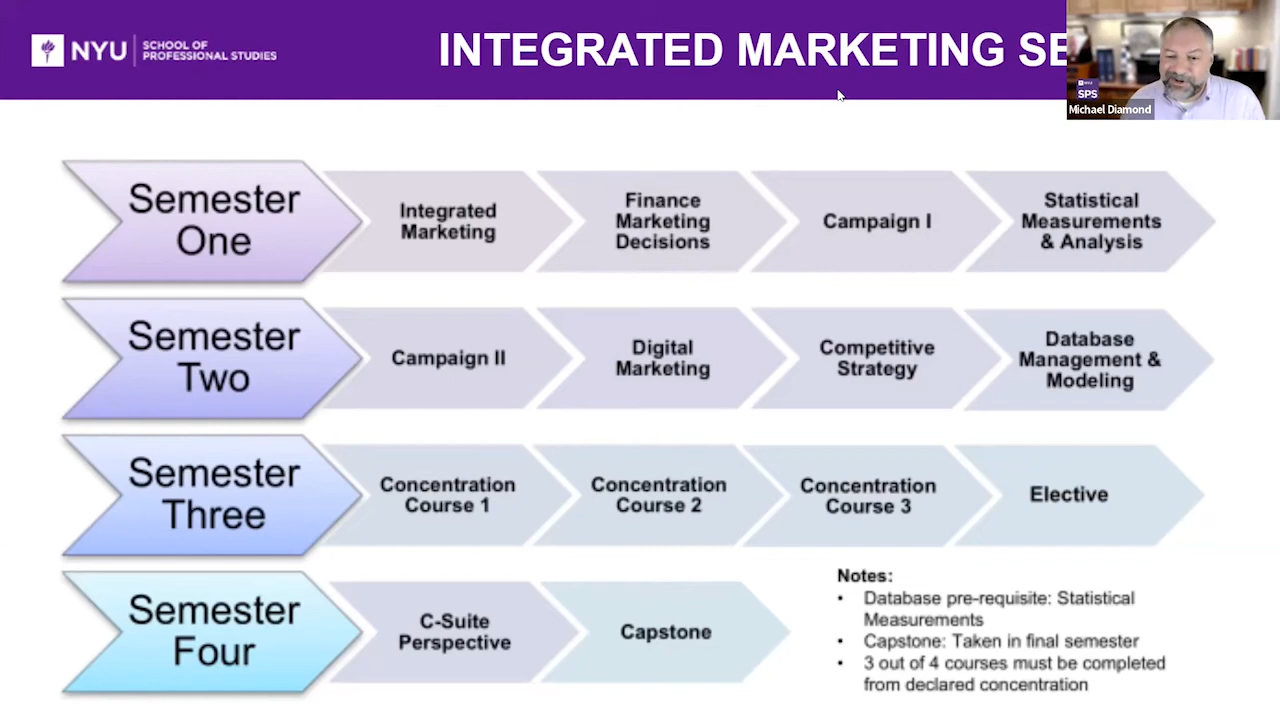 NYU
SCHOOL OF
PROFESSIONAL STUDIES
INTEGRATED MARKETING SE
NYU
SPS
Michael Diamond
Semester
One
Integrated
Marketing
Finance
Marketing
Decisions
Campaign I
Statistical
Measurements
& Analysis
Semester
Two
Campaign II
Digital
Marketing
Competitive
Strategy
Database
Management &
Modeling
Semester
Three
Concentration
Course 1
Concentration
Course 2
Concentration
Course 3
Elective
Semester
Four
C-Suite
Perspective
Capstone
Notes:
• Database pre-requisite: Statistical
Measurements
• Capstone: Taken in final semester
• 3 out of 4 courses must be completed
from declared concentration